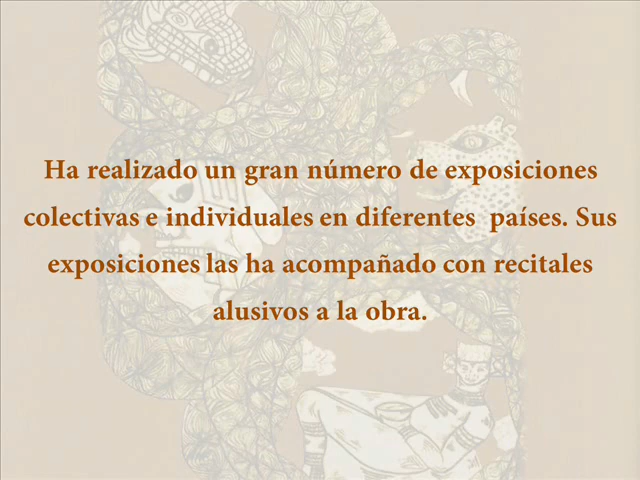 Ha realizado un gran número de exposiciones
colectivas e individuales en diferentes  países. Sus
exposiciones las ha acompañado con recitales
alusivos a la obra.